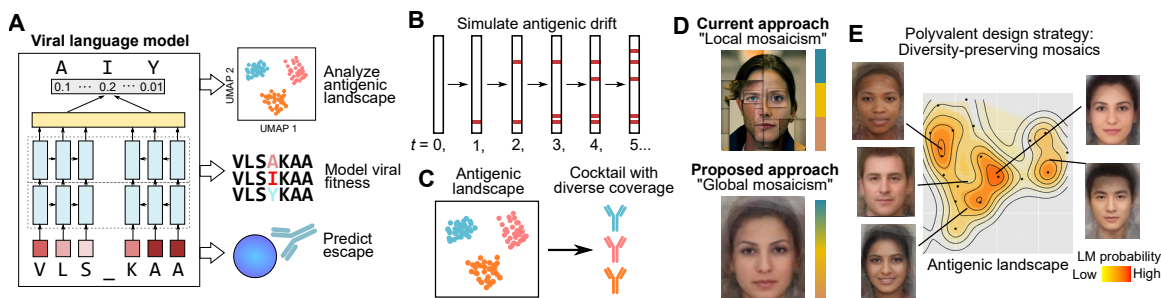 A
Viral language model
A I Y
0.1 ... 0.2 ... 0.01
V L S _ K A A
UMAP 2
UMAP 1
Analyze
antigenic
landscape
VLSAKAA
VLSIKAA
VLSYKAA
Model viral
fitness
Predict
escape
B
Simulate antigenic drift
t = 0, 1, 2, 3, 4, 5...
C
Antigenic
landscape
Cocktail with
diverse coverage
D
Current approach
"Local mosaicism"
Proposed approach
"Global mosaicism"
E
Polyvalent design strategy:
Diversity-preserving mosaics
Antigenic landscape
LM probability
Low High